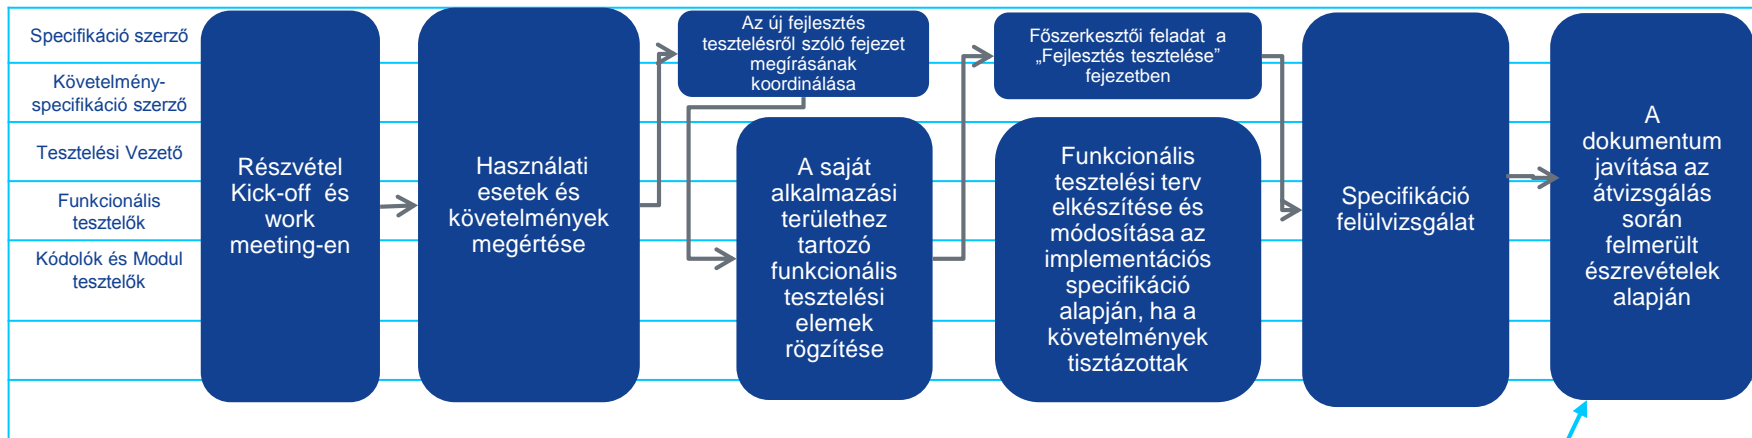 Specifikáció szerző
Követelmény-
specifikáció szerző
Tesztelési Vezető
Funkcionális
tesztelők
Kódolók és Modul
tesztelők
Részvétel
Kick-off és
work
meeting-en
Használati
esetek és
követelmények
megértése
Az új fejlesztés
tesztelésről szóló fejezet
megírásának
koordinálása
A saját
alkalmazási
területhez
tartozó
funkcionális
tesztelési
elemek
rögzítése
Főszerkesztői feladat a
„Fejlesztés tesztelése”
fejezetben
Funkcionális
tesztelési terv
elkészítése és
módosítása az
implementációs
specifikáció
alapján, ha a
követelmények
tisztázottak
Specifikáció
felülvizsgálat
A
dokumentum
javítása az
átvizsgálás
során
felmerült
észrevételek
alapján